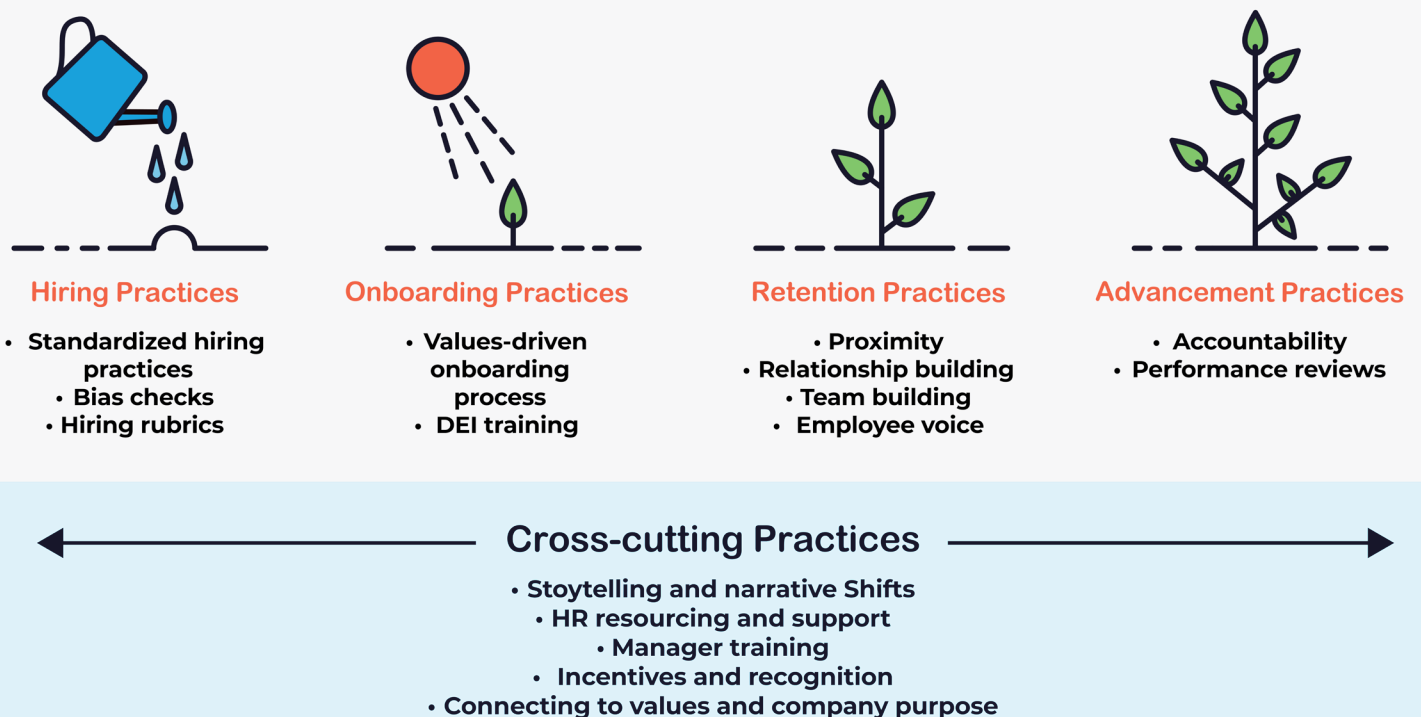 Hiring Practices
• Standardized hiring
practices
• Bias checks
• Hiring rubrics
Onboarding Practices
• Values-driven
onboarding
process
• DEI training
Retention Practices
• Proximity
• Relationship building
• Team building
• Employee voice
Advancement Practices
• Accountability
• Performance reviews
Cross-cutting Practices
• Stoytelling and narrative Shifts
• HR resourcing and support
• Manager training
• Incentives and recognition
• Connecting to values and company purpose